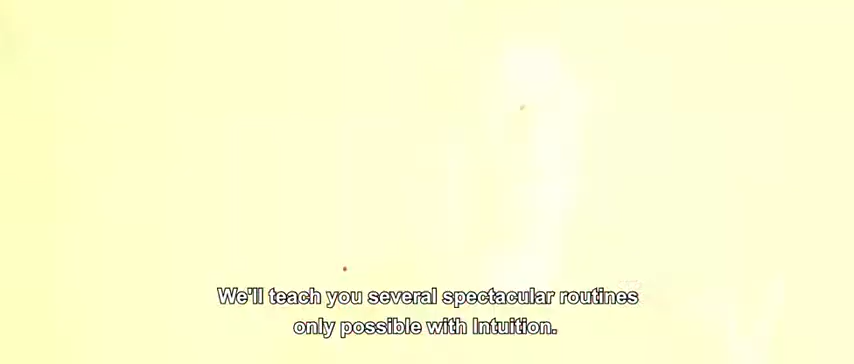 We'll teach you several spectacular routines
only possible with Intuition.